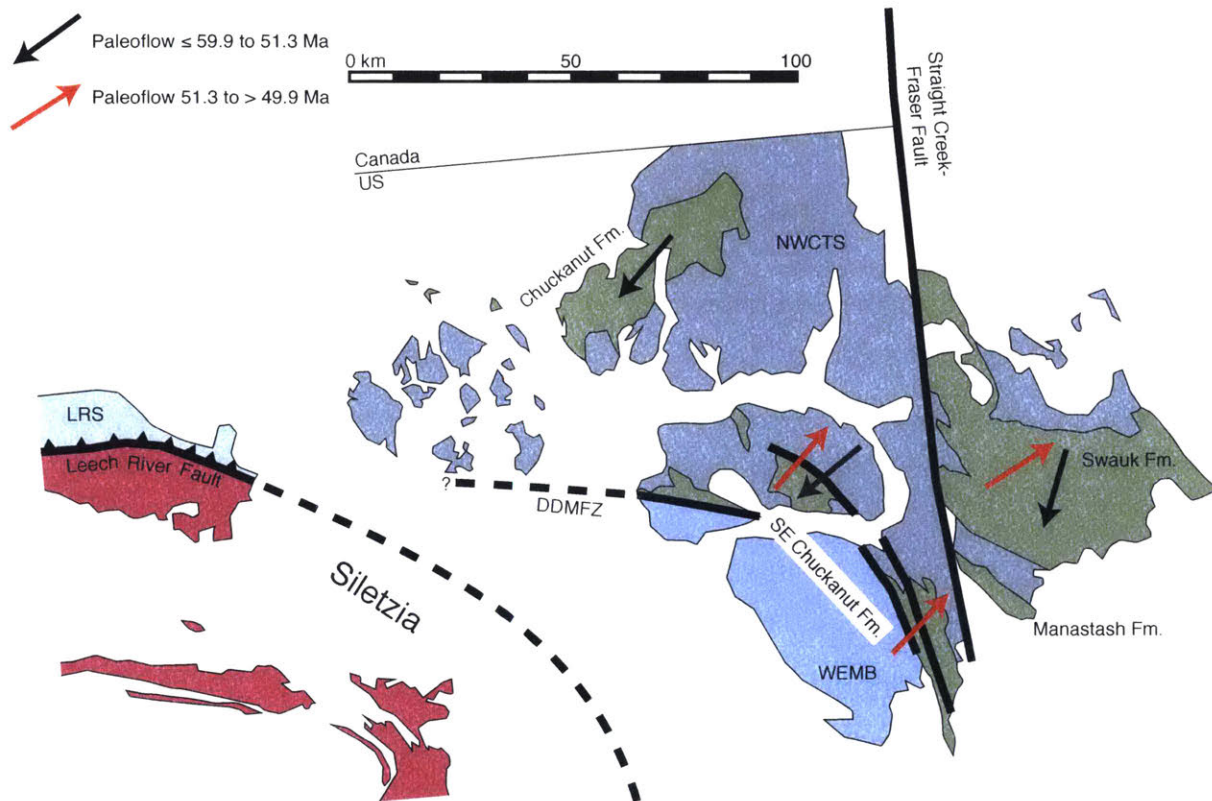 Paleoflow ≤ 59.9 to 51.3 Ma
Paleoflow 51.3 to > 49.9 Ma
0 km 50 100
Straight Creek-
Fraser Fault
Canada
US
Chuckanut Fm.
NWCTS
LRS
Leech River Fault
Swauk Fm.
?
DDMFZ
SE Chuckanut Fm.
Siletzia
Manastash Fm.
WEMB